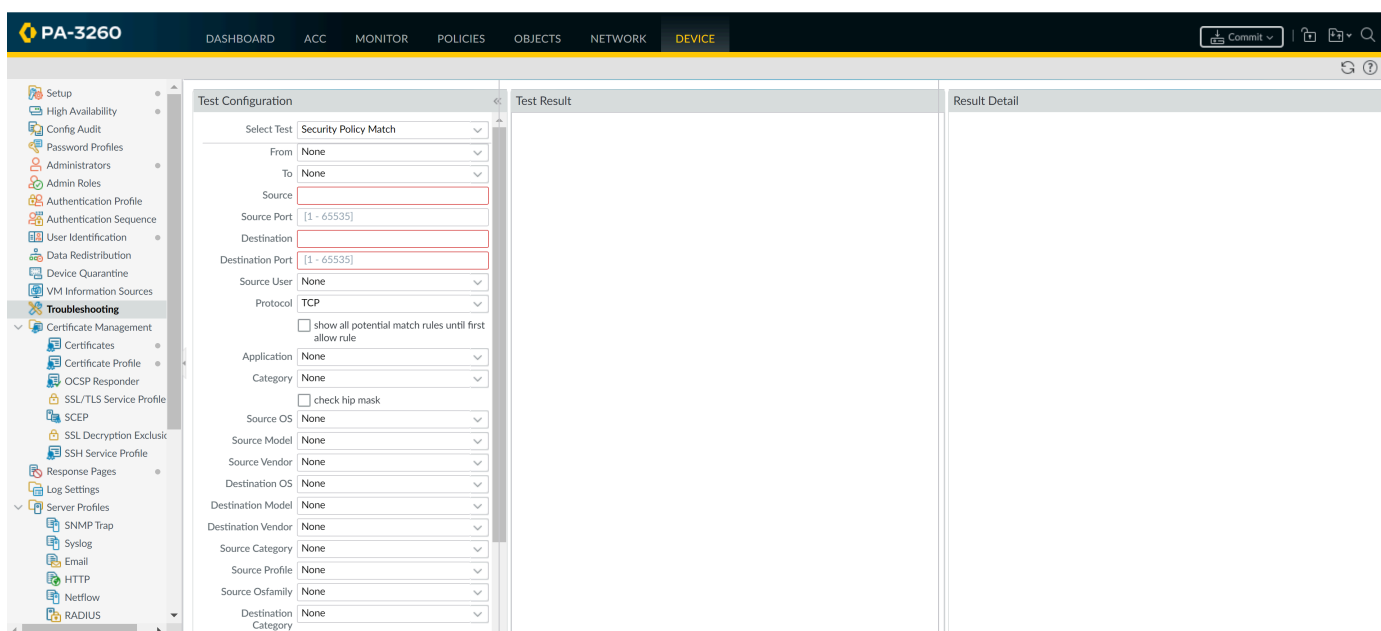 PA-3260
DASHBOARD ACC MONITOR POLICIES OBJECTS NETWORK DEVICE
Commit
Setup
High Availability
Config Audit
Password Profiles
Administrators
Admin Roles
Authentication Profile
Authentication Sequence
User Identification
Data Redistribution
Device Quarantine
VM Information Sources
Troubleshooting
Certificate Management
Certificates
Certificate Profile
OCSP Responder
SSL/TLS Service Profile
SCEP
SSL Decryption Exclusio
SSH Service Profile
Response Pages
Log Settings
Server Profiles
SNMP Trap
Syslog
Email
HTTP
Netflow
RADIUS
Test Configuration
Select Test Security Policy Match
From None
To None
Source
Source Port [1 - 65535]
Destination
Destination Port [1 - 65535]
Source User None
Protocol TCP
show all potential match rules until first
allow rule
Application None
Category None
check hip mask
Source OS None
Source Model None
Source Vendor None
Destination OS None
Destination Model None
Destination Vendor None
Source Category None
Source Profile None
Source Osfamily None
Destination None
Category
Test Result
Result Detail